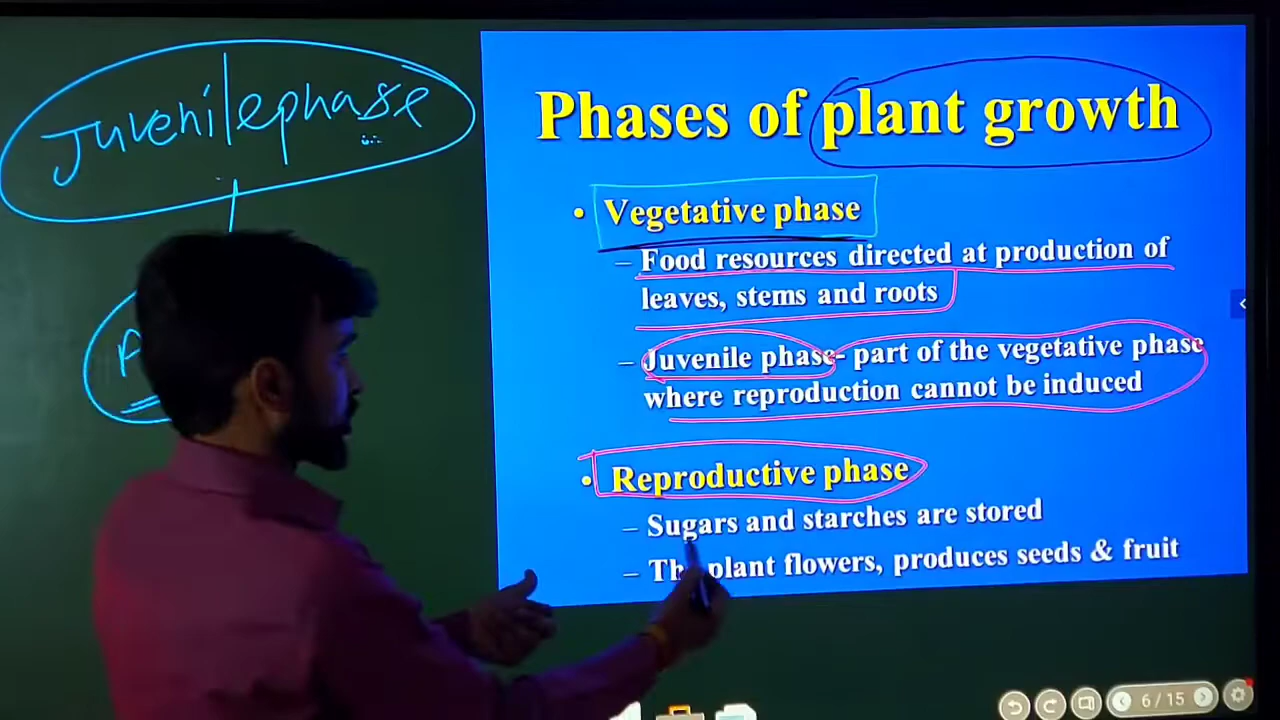 Juvenilephase
Phases of plant growth
• Vegetative phase
– Food resources directed at production of
leaves, stems and roots
– Juvenile phase- part of the vegetative phase
where reproduction cannot be induced
• Reproductive phase
– Sugars and starches are stored
– The plant flowers, produces seeds & fruit
6 / 15